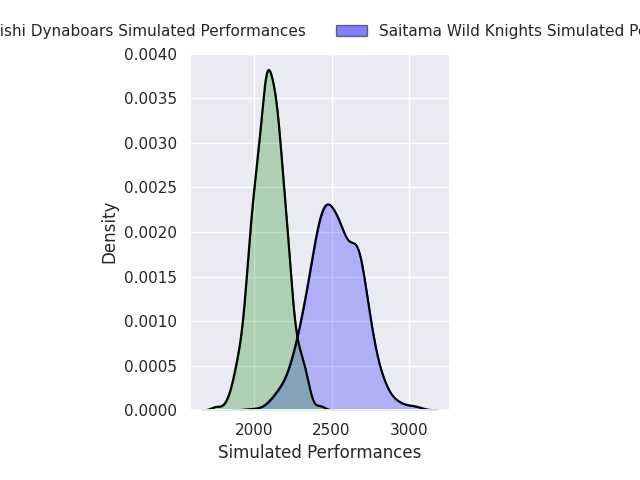 ishi Dynaboars Simulated Performances
Saitama Wild Knights Simulated Pe
0.0040
0.0035
0.0030
0.0025
0.0020
0.0015
0.0010
0.0005
0.0000
Density
2000 2500 3000
Simulated Performances